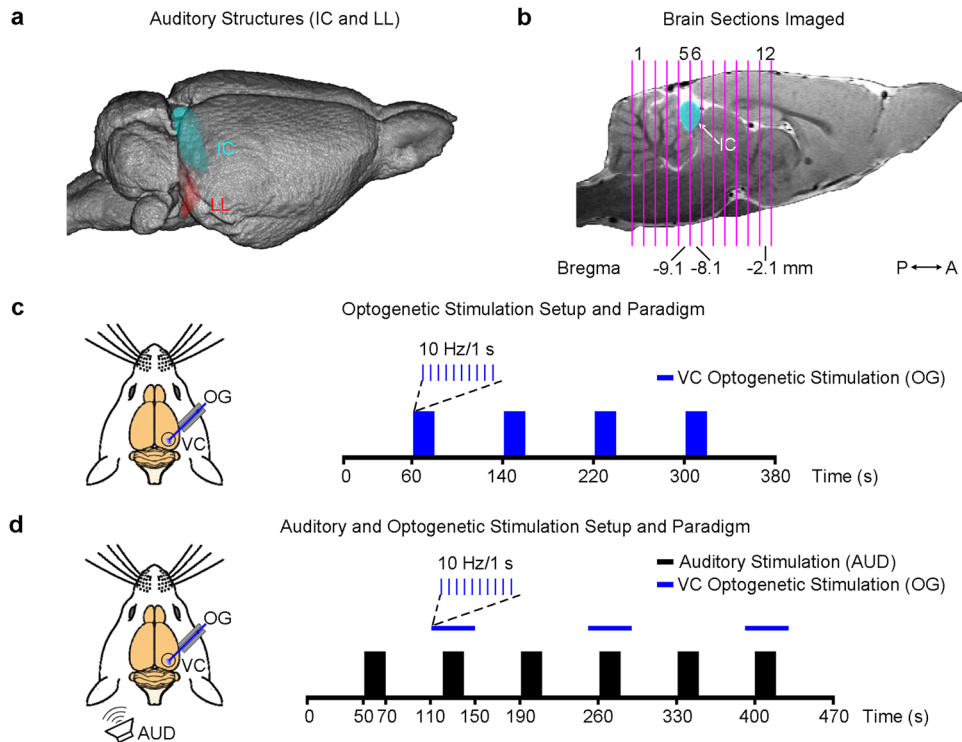 a
Auditory Structures (IC and LL)
IC
LL
b
Brain Sections Imaged
1 5 6 12
IC
Bregma -9.1 -8.1 -2.1 mm P A
c
Optogenetic Stimulation Setup and Paradigm
OG
VC
10 Hz/1 s
VC Optogenetic Stimulation (OG)
0 60 140 220 300 380 Time (s)
d
Auditory and Optogenetic Stimulation Setup and Paradigm
OG
VC
AUD
10 Hz/1 s
Auditory Stimulation (AUD)
VC Optogenetic Stimulation (OG)
0 50 70 110 150 190 260 330 400 470 Time (s)